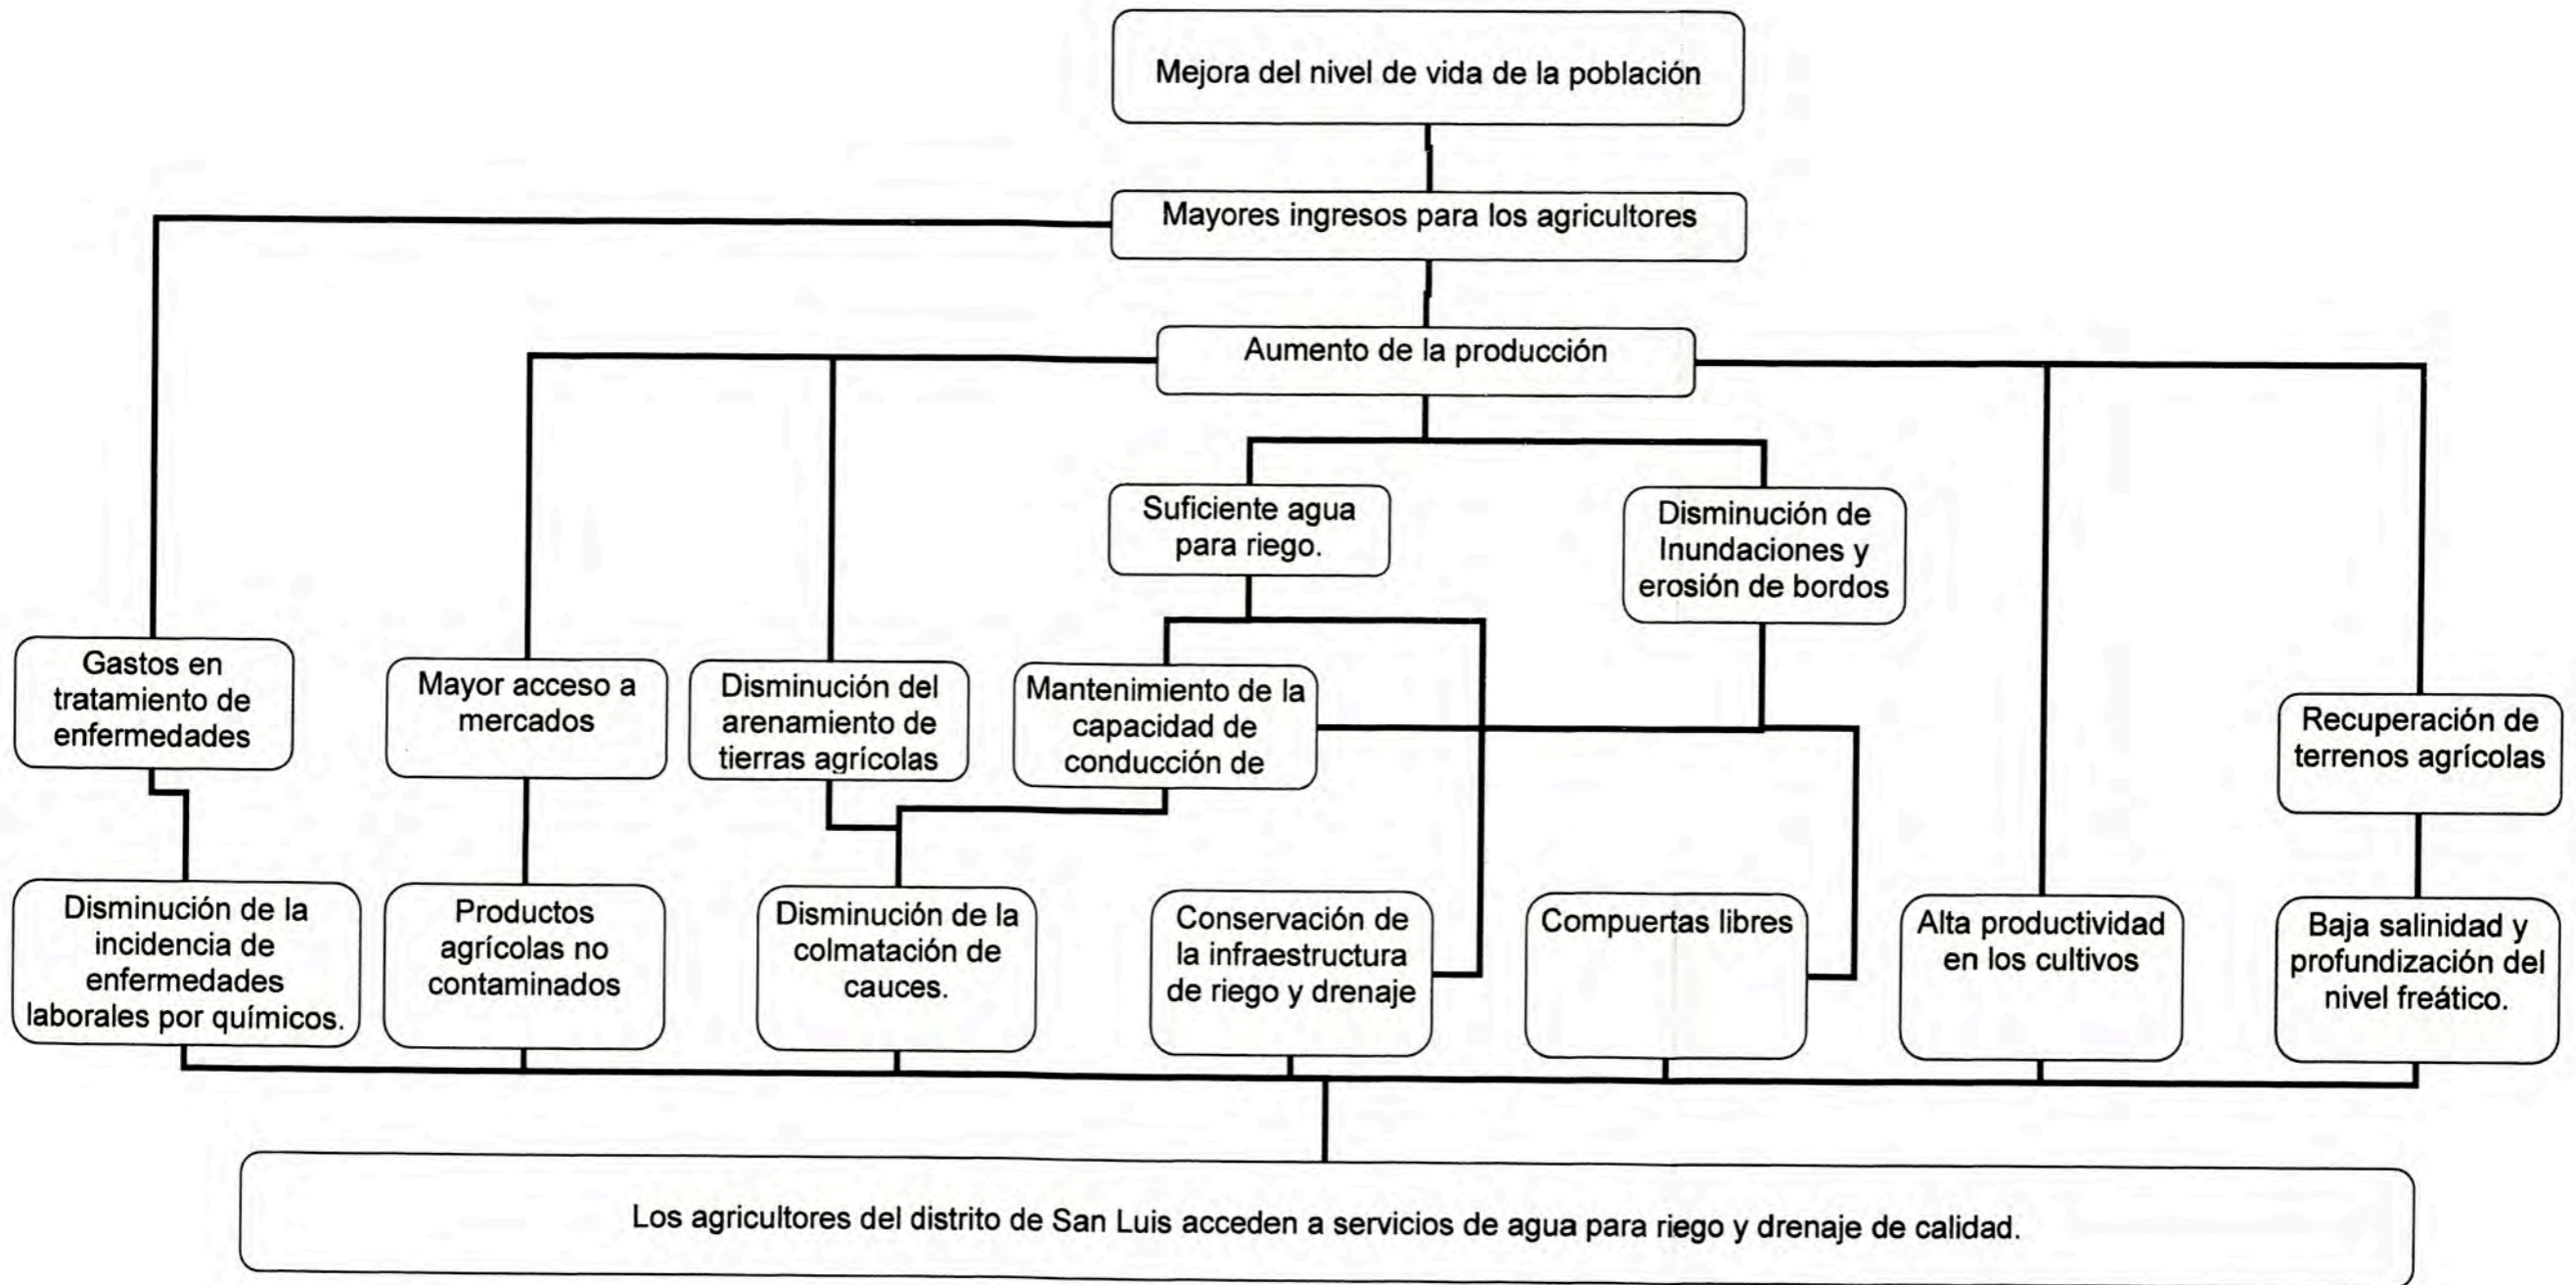 Mejora del nivel de vida de la población
Mayores ingresos para los agricultores
Aumento de la producción
Suficiente agua
para riego.
Disminución de
Inundaciones y
erosión de bordos
Gastos en
tratamiento de
enfermedades
Mayor acceso a
mercados
Disminución del
arenamiento de
tierras agrícolas
Mantenimiento de la
capacidad de
conducción de
Recuperación de
terrenos agrícolas
Disminución de la
incidencia de
enfermedades
laborales por químicos.
Productos
agrícolas no
contaminados
Disminución de la
colmatación de
cauces.
Conservación de
la infraestructura
de riego y drenaje
Compuertas libres
Alta productividad
en los cultivos
Baja salinidad y
profundización del
nivel freático.
Los agricultores del distrito de San Luis acceden a servicios de agua para riego y drenaje de calidad.